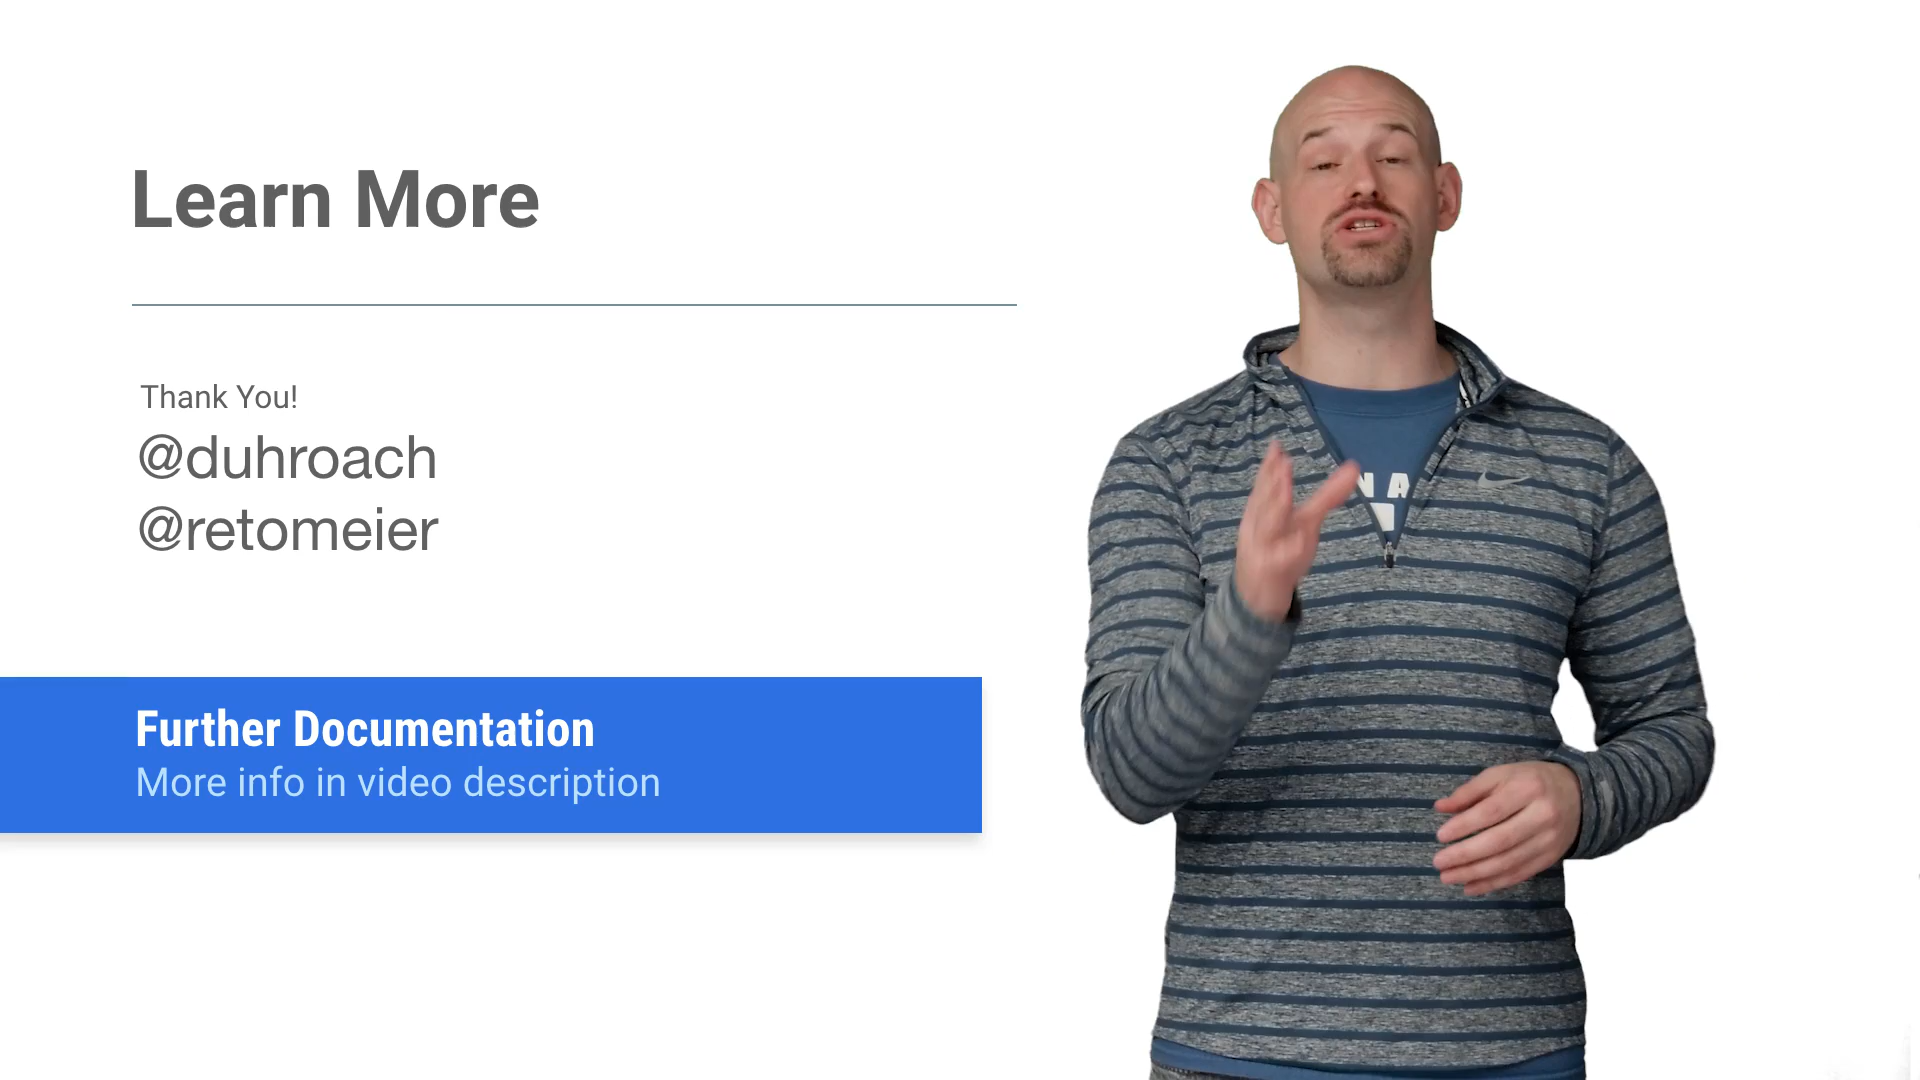 Learn More
Thank You!
@duhroach
@retomeier
Further Documentation
More info in video description